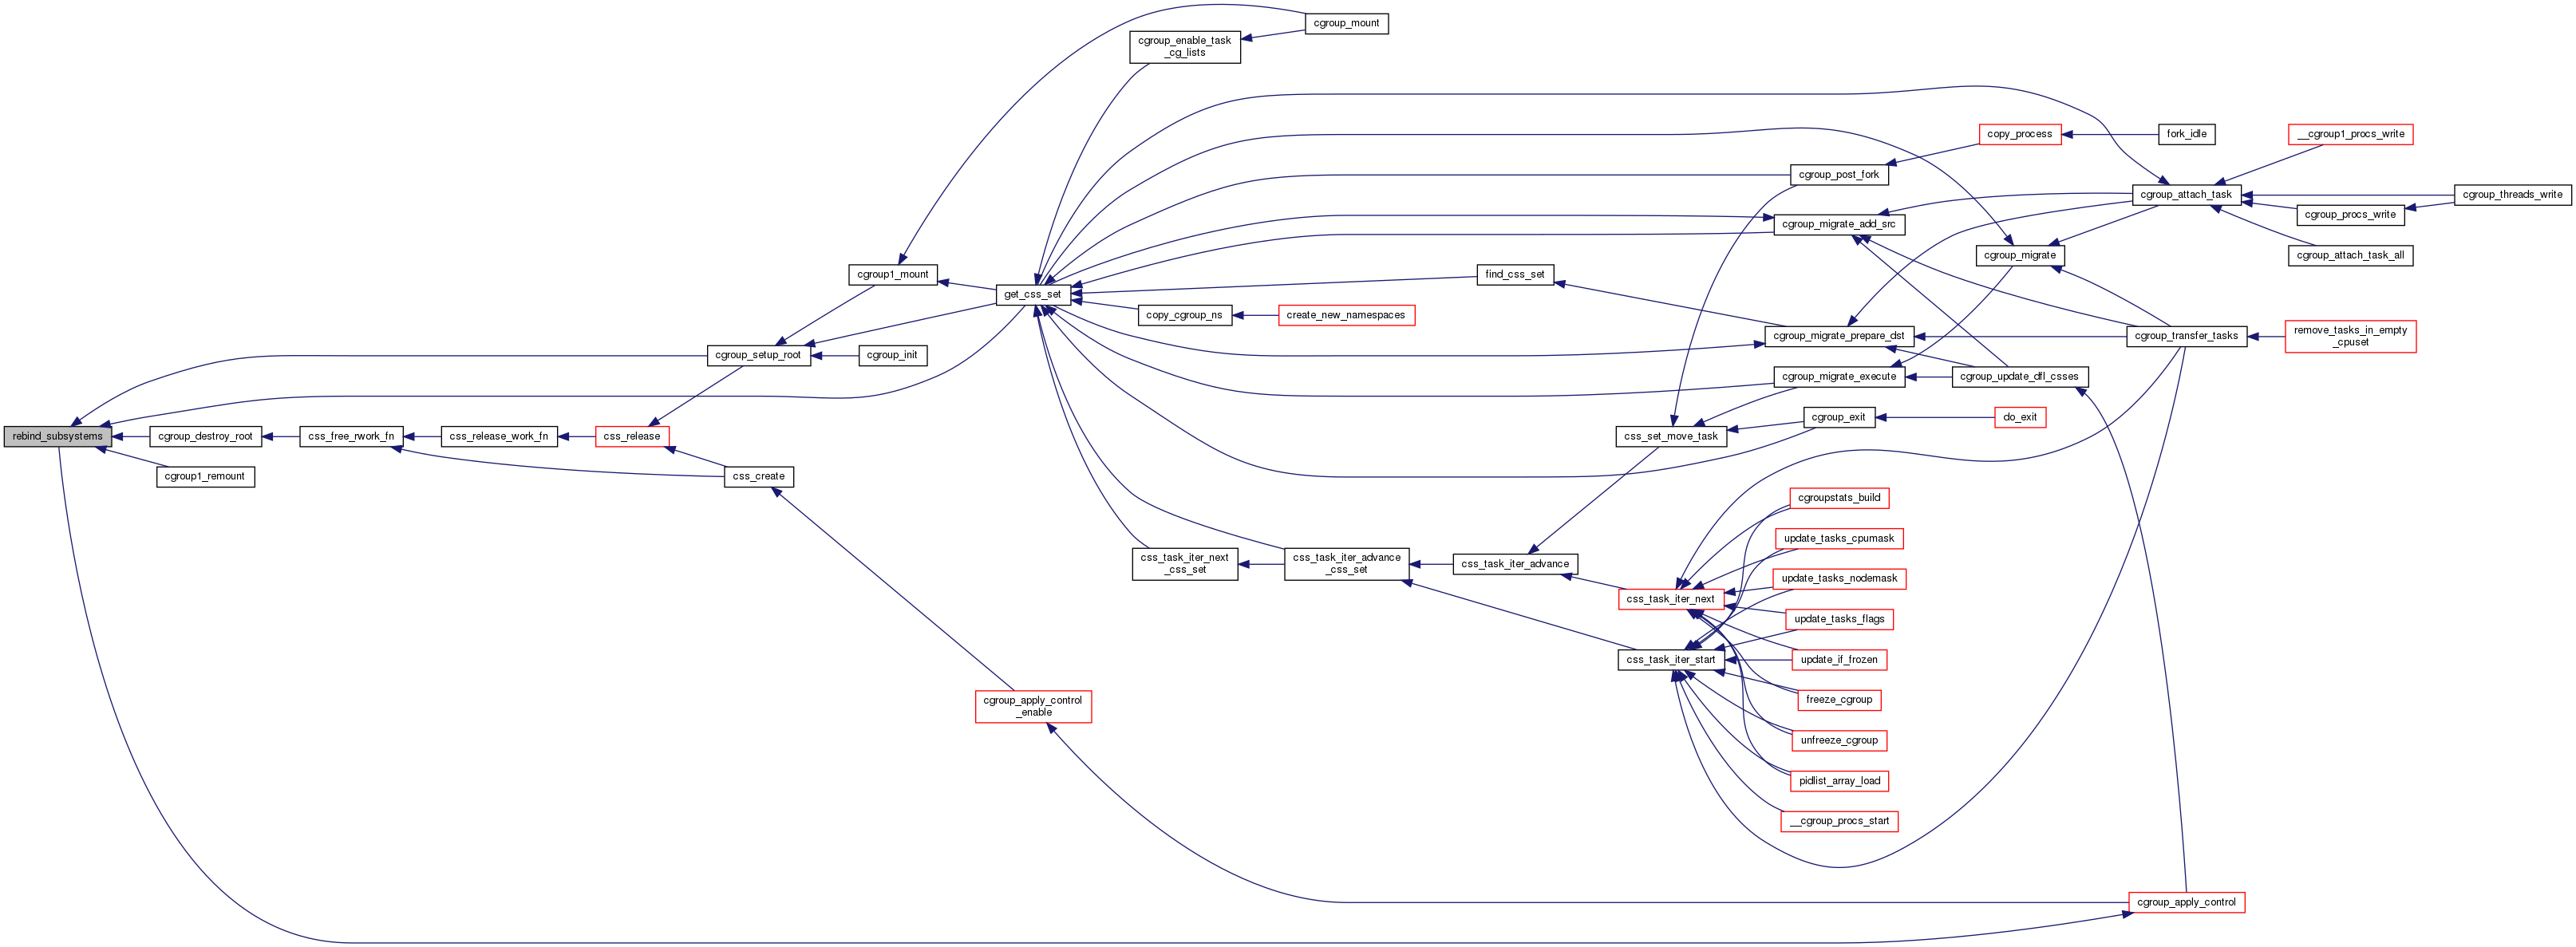 cgroup_mount
cgroup_enable_task
_cg_lists
copy_process
fork_idle
__cgroup1_procs_write
cgroup_post_fork
cgroup_attach_task
cgroup_threads_write
cgroup_procs_write
cgroup_migrate_add_src
cgroup_migrate
cgroup_attach_task_all
cgroup1_mount
find_css_set
get_css_set
copy_cgroup_ns
create_new_namespaces
cgroup_migrate_prepare_dst
cgroup_transfer_tasks
remove_tasks_in_empty
_cpuset
cgroup_setup_root
cgroup_init
cgroup_migrate_execute
cgroup_update_dfl_csses
cgroup_exit
do_exit
rebind_subsystems
cgroup_destroy_root
css_free_rwork_fn
css_release_work_fn
css_release
css_set_move_task
cgroup1_remount
css_create
cgroupstats_build
update_tasks_cpumask
css_task_iter_next
_css_set
css_task_iter_advance
_css_set
css_task_iter_advance
update_tasks_nodemask
css_task_iter_next
update_tasks_flags
css_task_iter_start
update_if_frozen
freeze_cgroup
cgroup_apply_control
_enable
unfreeze_cgroup
pidlist_array_load
__cgroup_procs_start
cgroup_apply_control